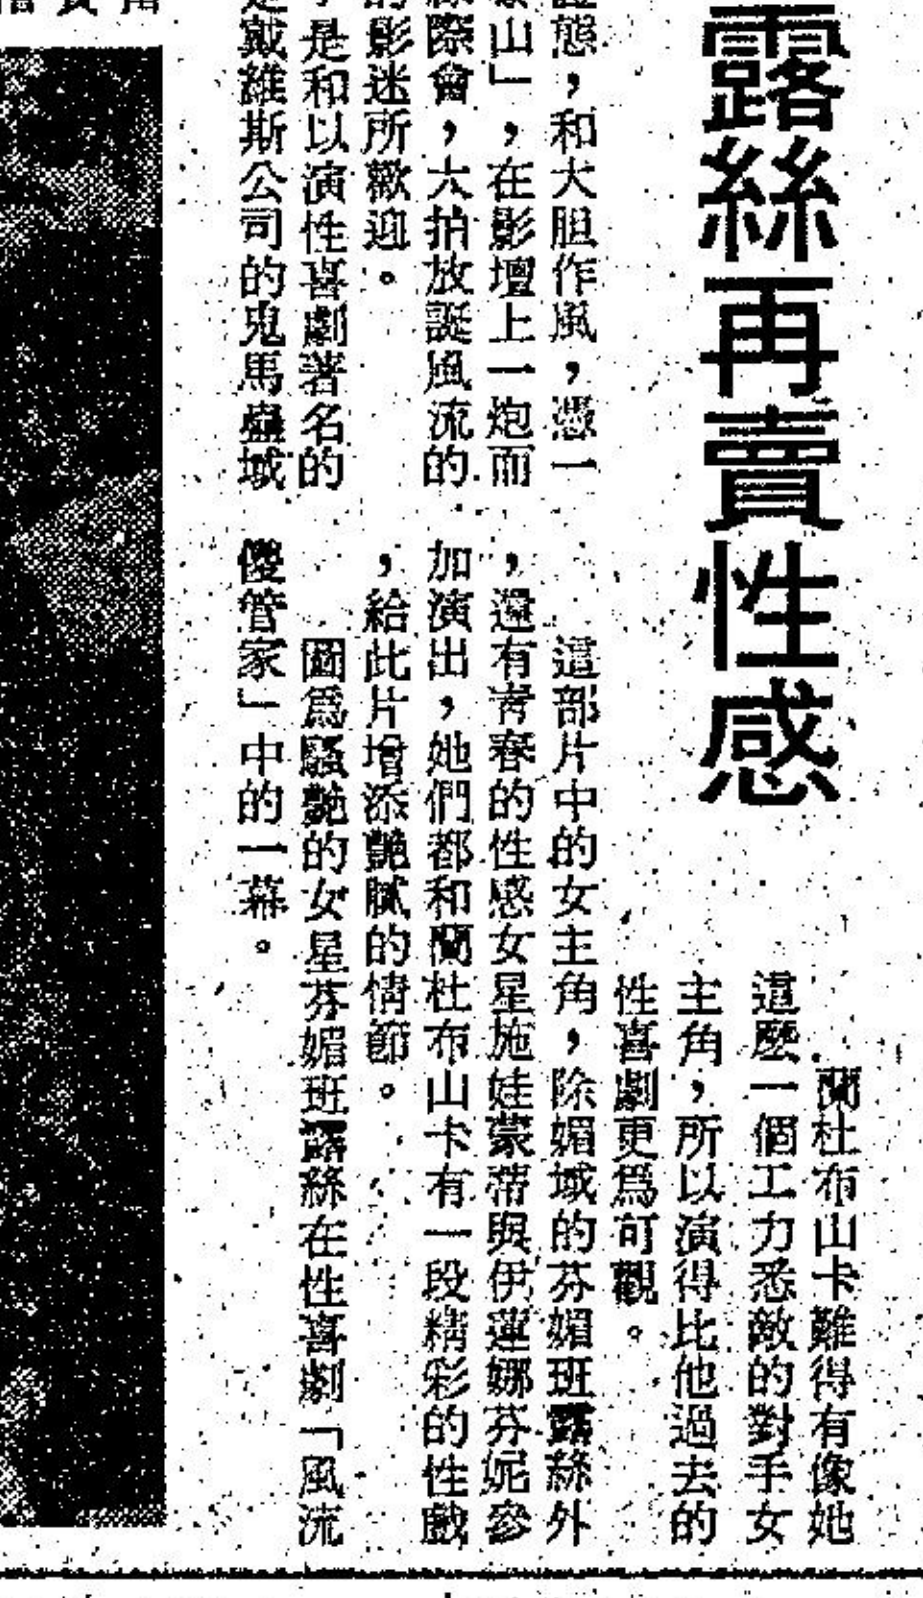 露絲再賣性感
態,和大胆作風,憑一
山」,在影壇上一炮而
際會,大拍放誕風流的
的影迷所歡迎。
是和以演性喜劇著名的
戴維斯公司的鬼馬蠱域
蘭杜布山卡難得有像她
這麽一個工力悉敵的對手女
主角,所以演得比他過去的
性喜劇更爲可觀。
這部片中的女主角,除媚域的芬媚班露絲外
,還有青春的性感女星施娃蒙蒂與伊蓮娜芬妮參
加演出,她們都和蘭杜布山卡有一段精彩的性戲
,給此片增添艷膩的情節。
圖爲騷艷的女星芬媚班露絲在性喜劇「風流
傻管家」中的一幕。